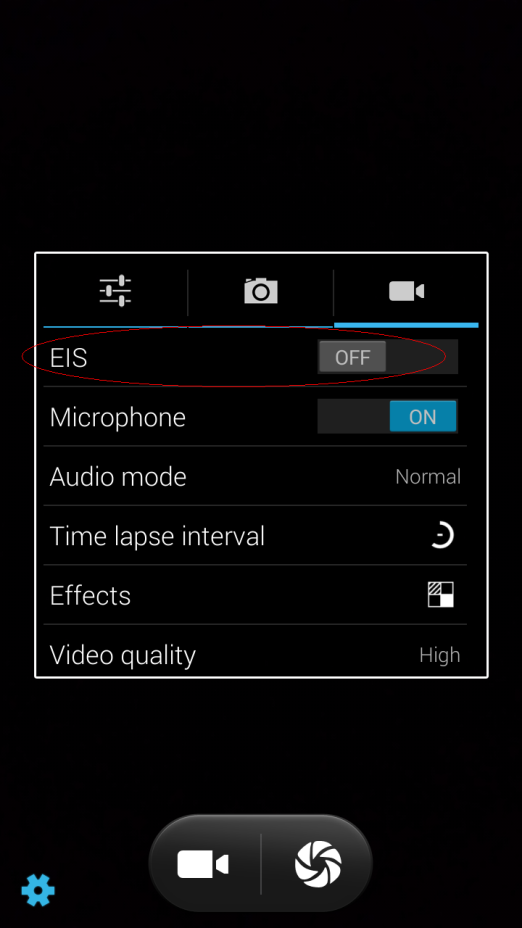 EIS OFF
Microphone ON
Audio mode Normal
Time lapse interval
Effects
Video quality High